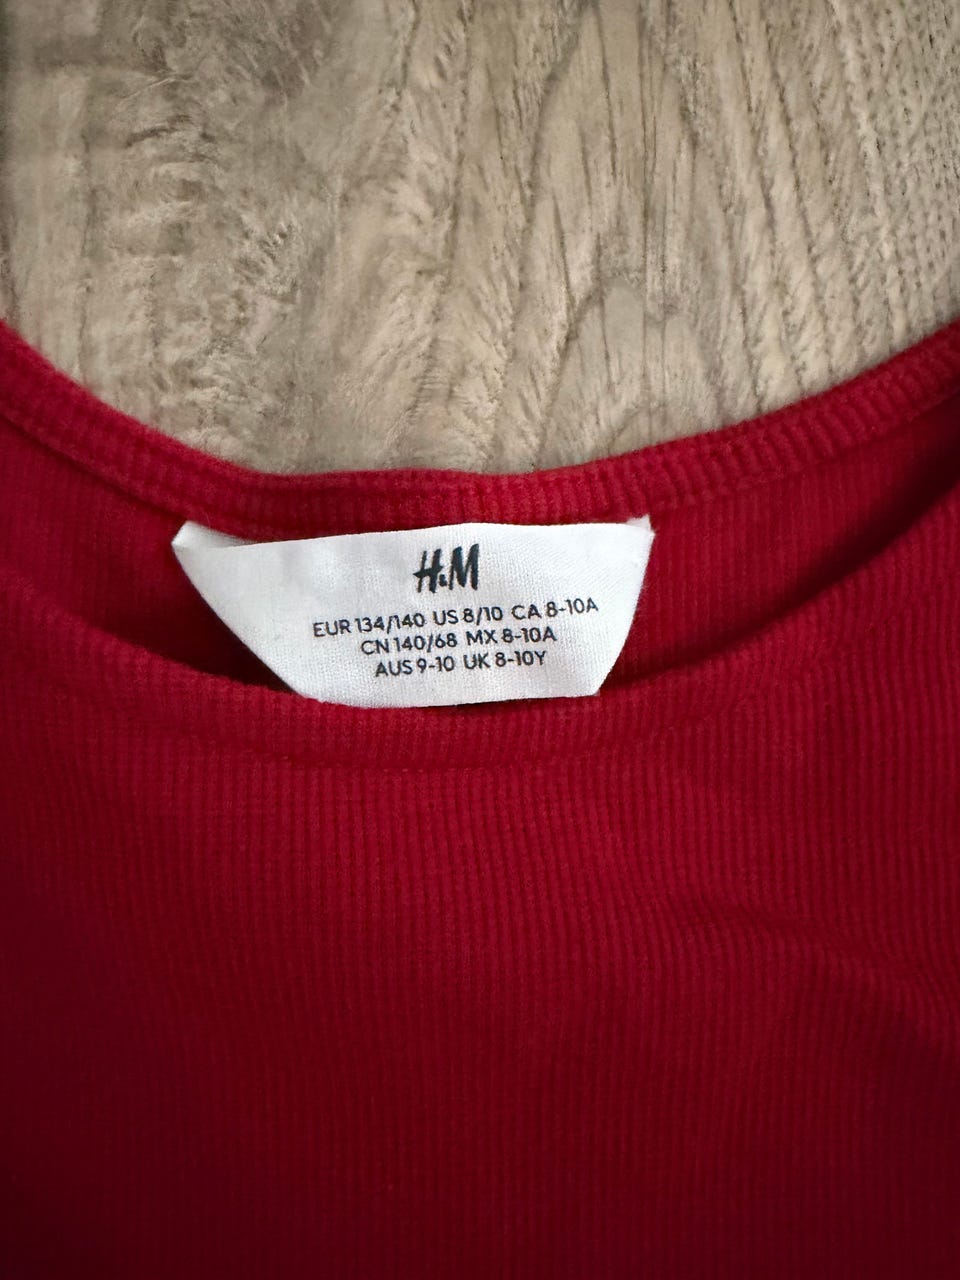 H&M
EUR 134/140 US 8/10 CA 8-10A
CN 140/68 MX 8-10A
AUS 9-10 UK 8-10Y